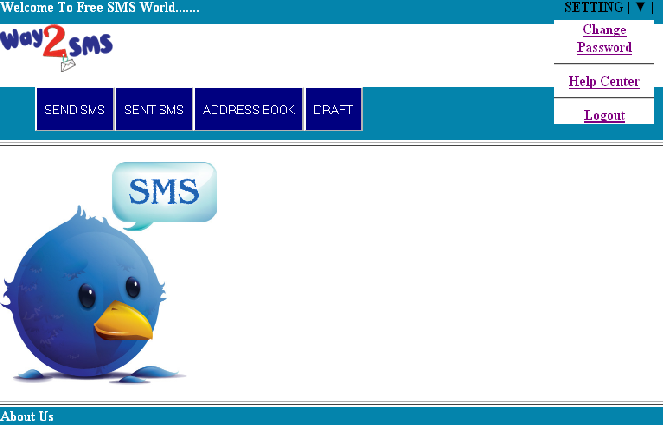 Welcome To Free SMS World.......
SETTING | ▼ |
way2sms
Change
Password
Help Center
Logout
SEND SMS SENT SMS ADDRESS BOOK DRAFT
SMS
About Us